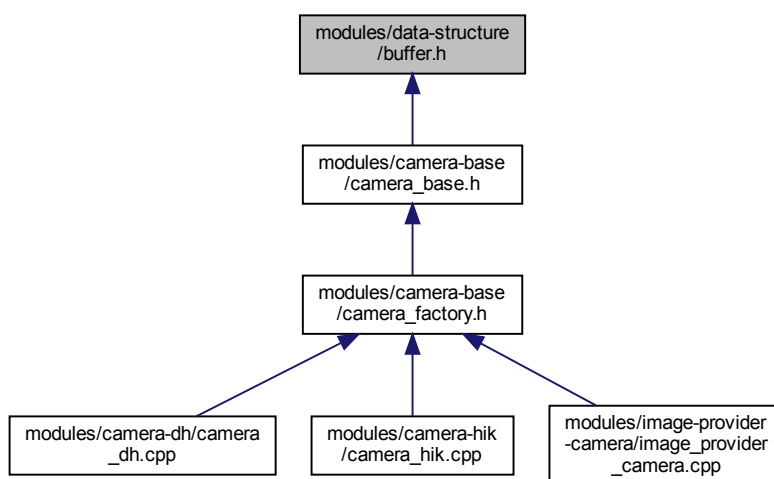 modules/data-structure
/buffer.h
modules/camera-base
/camera_base.h
modules/camera-base
/camera_factory.h
modules/camera-dh/camera
_dh.cpp
modules/camera-hik
/camera_hik.cpp
modules/image-provider
-camera/image_provider
_camera.cpp